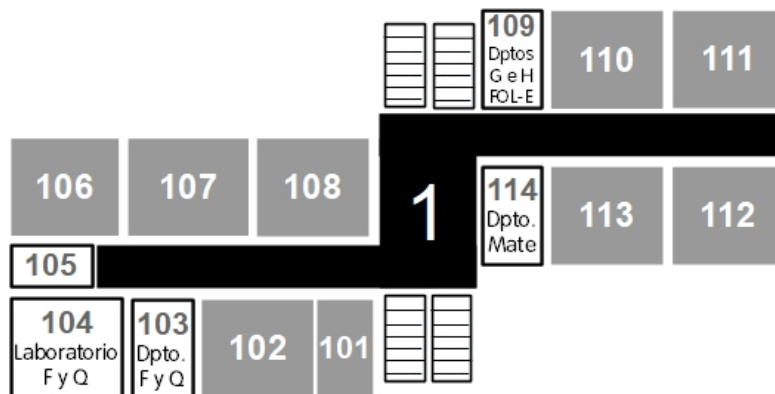 109
Dptos
G e H
FOL-E
110
111
106
107
108
1
114
Dpto.
Mate
113
112
105
104
Laboratorio
F y Q
103
Dpto.
F y Q
102
101